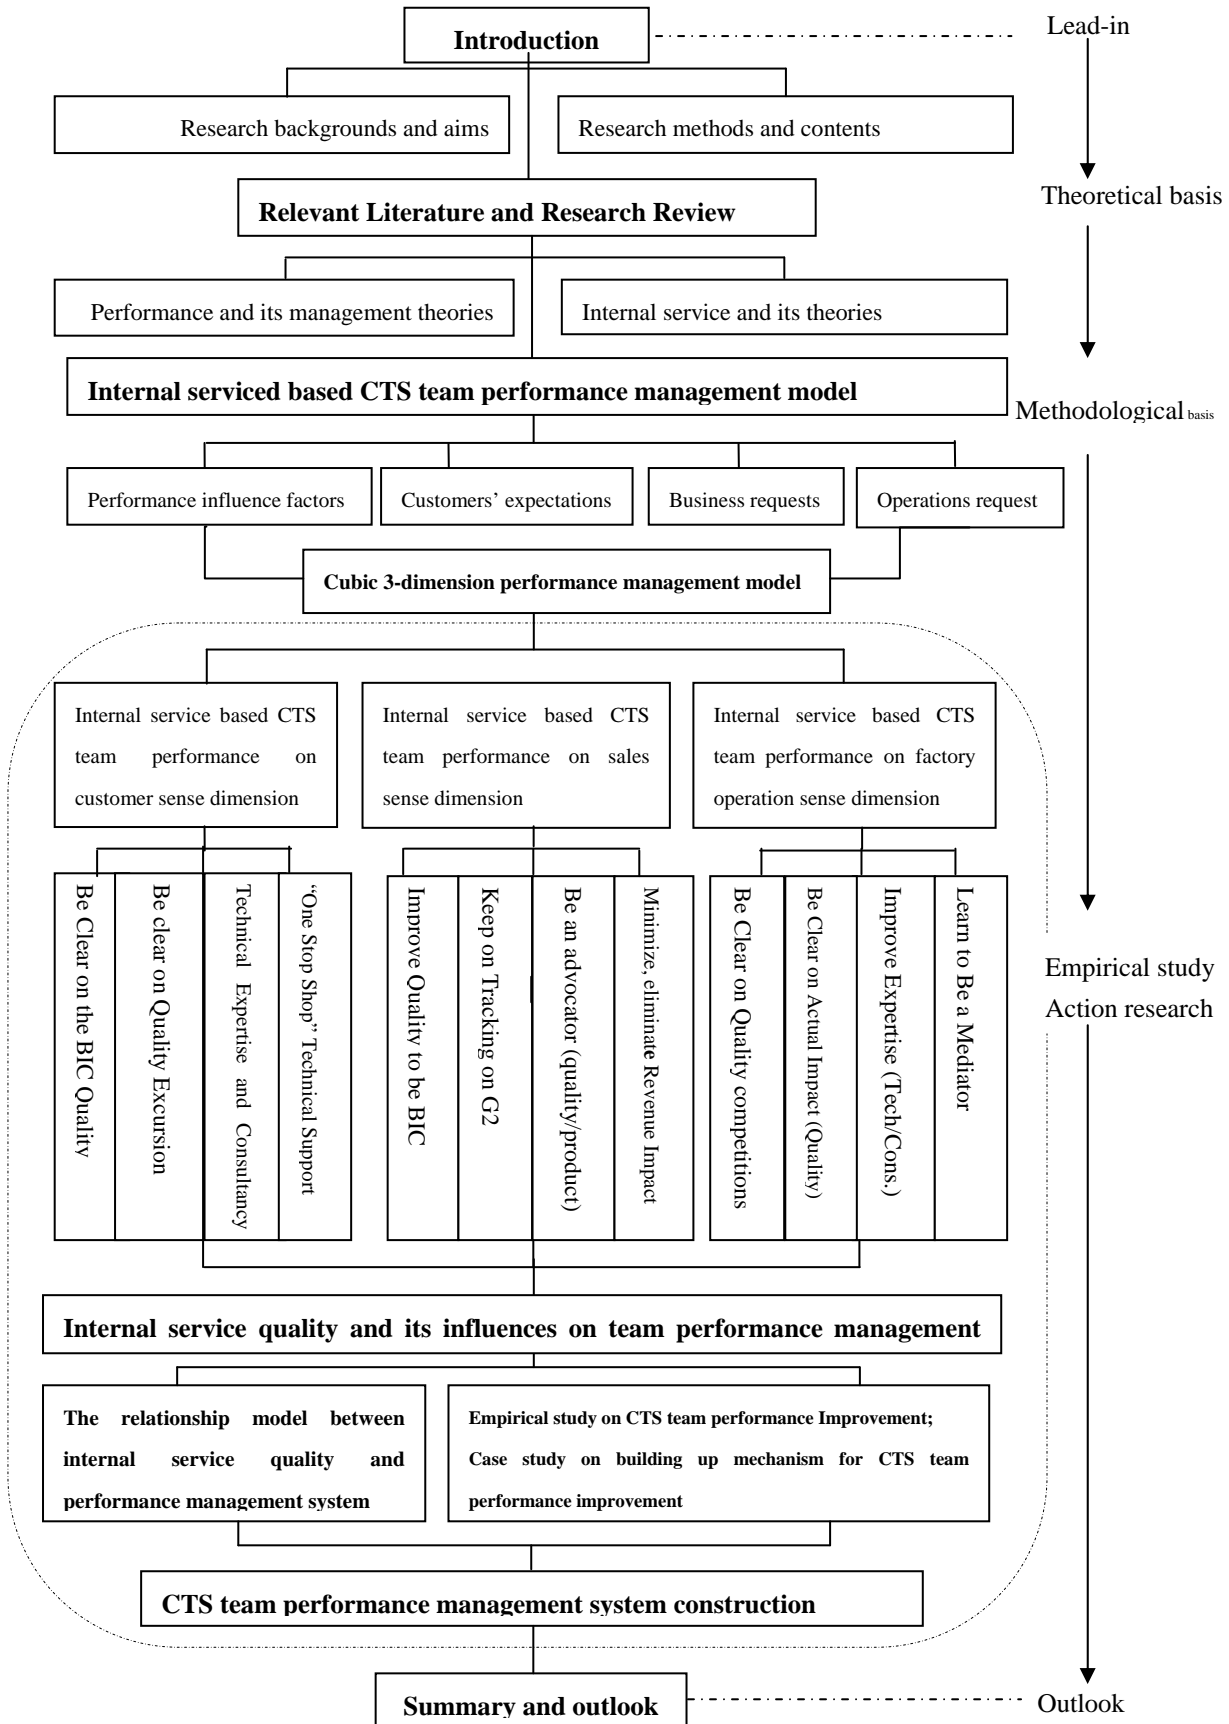 Introduction
Lead-in
Research backgrounds and aims
Research methods and contents
Theoretical basis
Relevant Literature and Research Review
Performance and its management theories
Internal service and its theories
Internal serviced based CTS team performance management model
Methodological basis
Performance influence factors
Customers’ expectations
Business requests
Operations request
Cubic 3-dimension performance management model
Internal service based CTS
team performance on
customer sense dimension
Internal service based CTS
team performance on sales
sense dimension
Internal service based CTS
team performance on factory
operation sense dimension
Be Clear on the BIC Quality
Be clear on Quality Excursion
Technical Expertise and Consultancy
“One Stop Shop” Technical Support
Improve Quality to be BIC
Keep on Tracking on G2
Be an advocator (quality/product)
Minimize, eliminate Revenue Impact
Be Clear on Quality competitions
Be Clear on Actual Impact (Quality)
Improve Expertise (Tech/Cons.)
Learn to Be a Mediator
Empirical study
Action research
Internal service quality and its influences on team performance management
The relationship model between
internal service quality and
performance management system
Empirical study on CTS team performance Improvement;
Case study on building up mechanism for CTS team
performance improvement
CTS team performance management system construction
Summary and outlook
Outlook